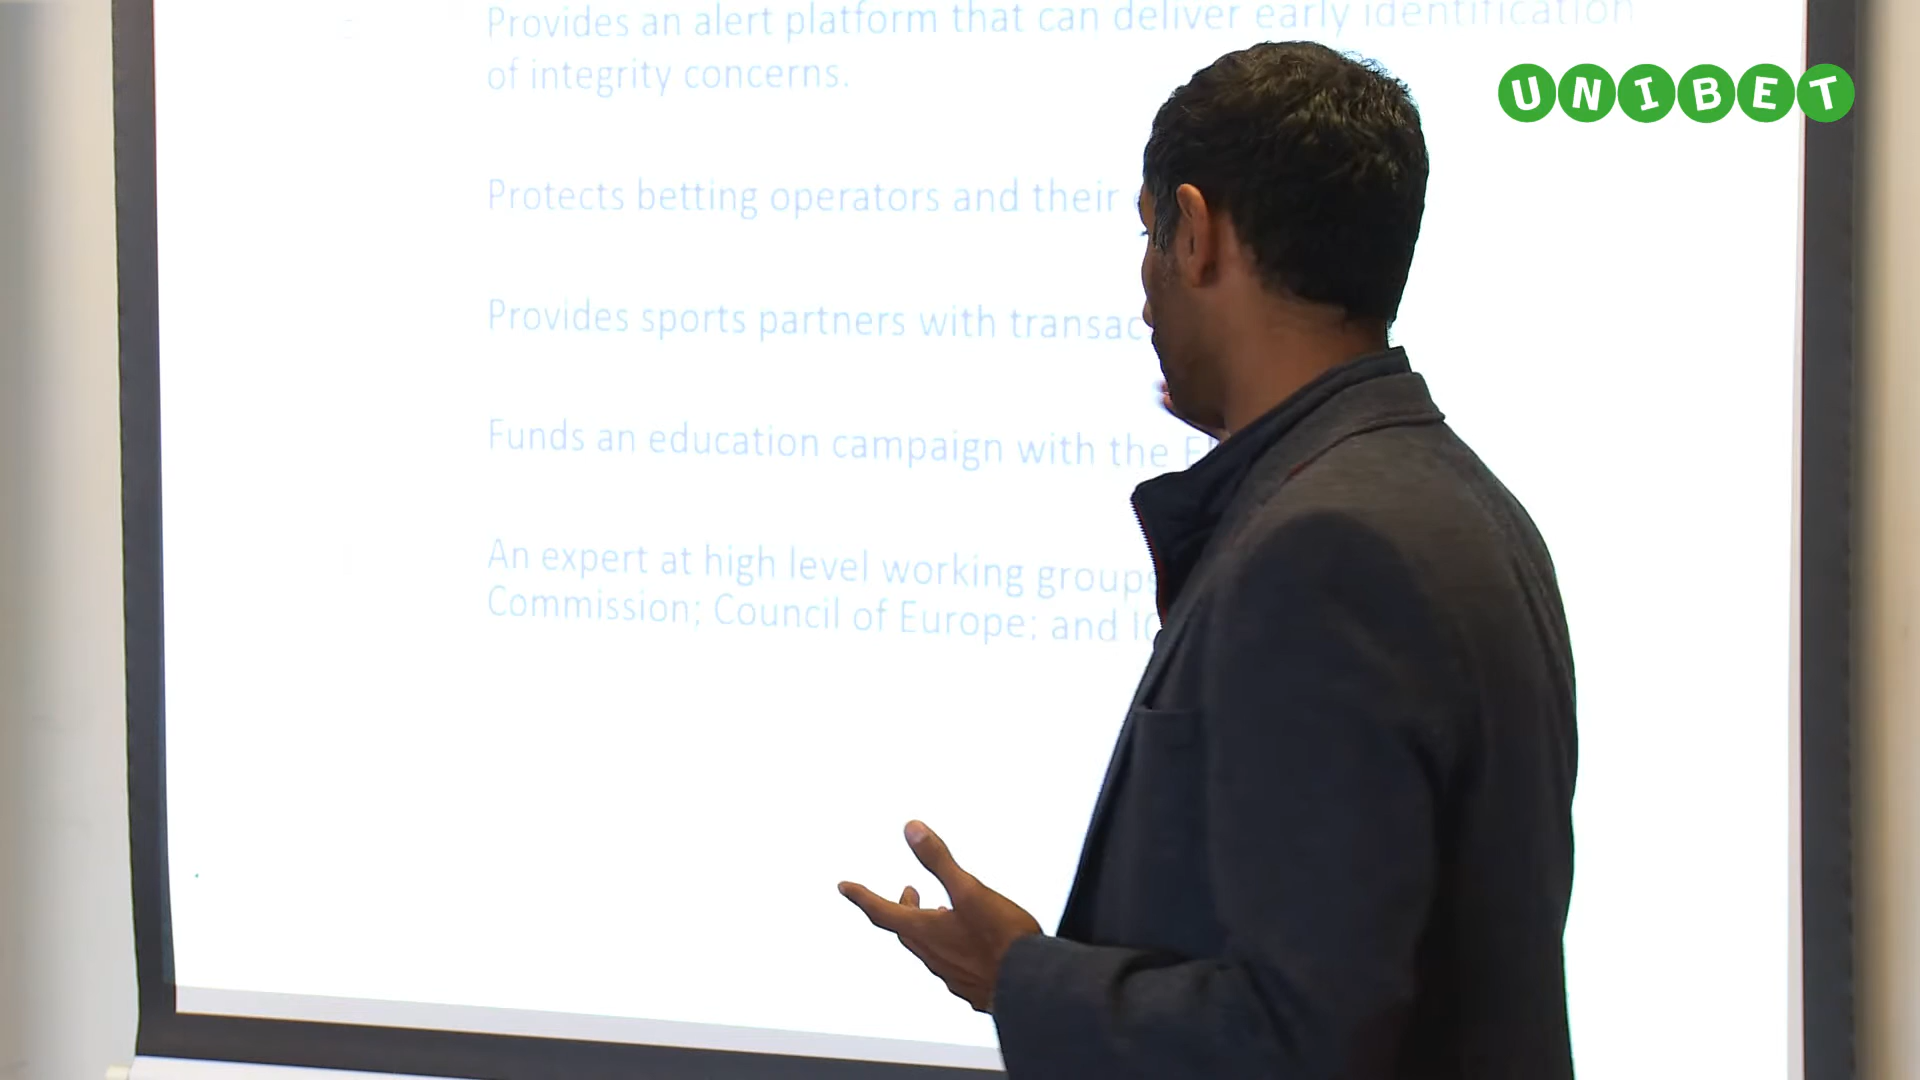 Provides an alert platform that can deliver early identification
of integrity concerns.
UNIBET
Protects betting operators and their
Provides sports partners with
Funds an education campaign with the
An expert at high level working groups
Commission; Council of Europe; and